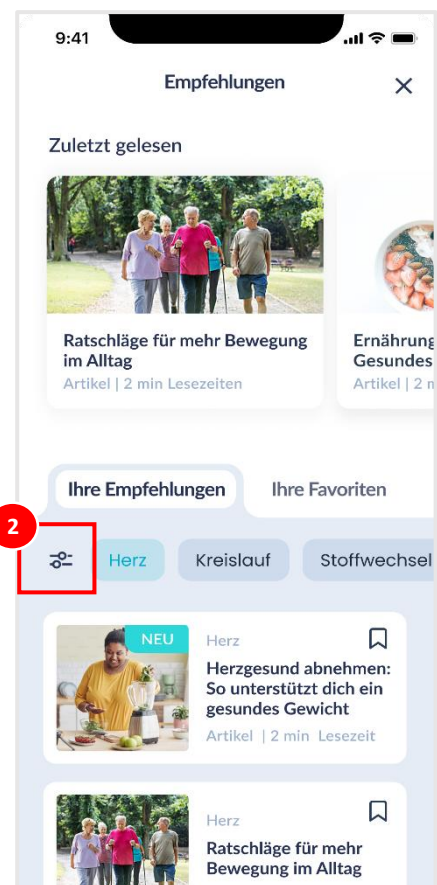 9:41
Empfehlungen
Zuletzt gelesen
Ratschläge für mehr Bewegung
im Alltag
Artikel | 2 min Lesezeiten
Ernährung
Gesundes
Artikel | 2 m
Ihre Empfehlungen
Ihre Favoriten
2
Herz
Kreislauf
Stoffwechsel
NEU
Herz
Herzgesund abnehmen:
So unterstützt dich ein
gesundes Gewicht
Artikel | 2 min Lesezeit
Herz
Ratschläge für mehr
Bewegung im Alltag